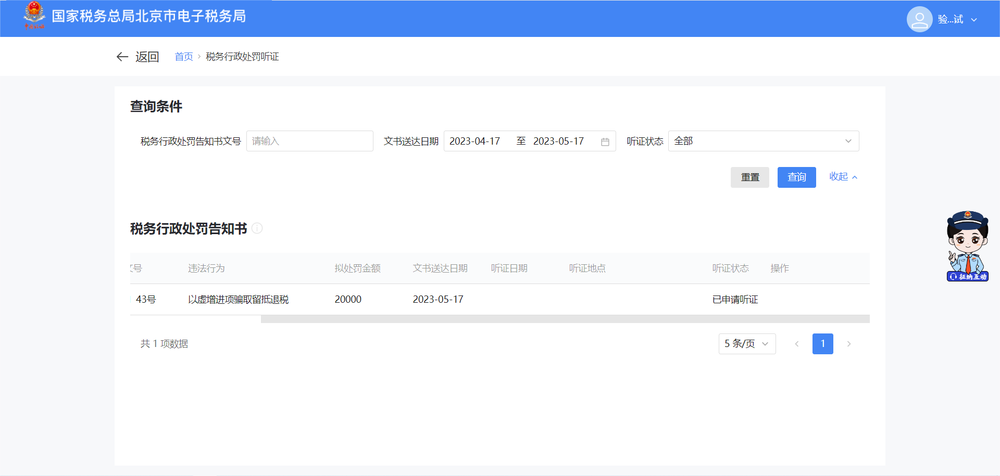 国家税务总局北京市电子税务局
验...试
返回 首页 > 税务行政处罚听证
查询条件
税务行政处罚告知书文号 请输入 文书送达日期 2023-04-17 至 2023-05-17 听证状态 全部
重置 查询 收起
税务行政处罚告知书
号 违法行为 拟处罚金额 文书送达日期 听证日期 听证地点 听证状态 操作
43号 以虚增进项骗取留抵退税 20000 2023-05-17 已申请听证
共 1 项数据 5 条/页 < 1 >
征纳互动